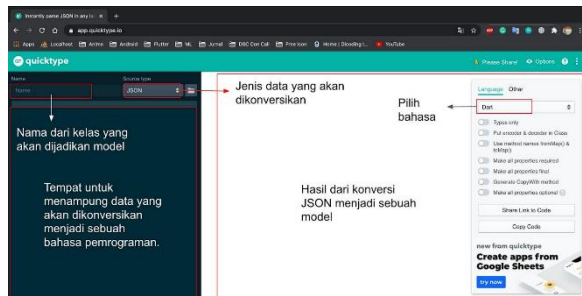 Instantly parse JSON in any la
app.quicktype.io
Apps
Localhost
Anime
Android
Flutter
ML
Jurnal
DSC Con Call
Free Icon
Home | Dicoding I...
YouTube
quicktype
Please Share!
Options
Name
Source type
Name
JSON
Jenis data yang akan
dikonversikan
Pilih
bahasa
Nama dari kelas yang
akan dijadikan model
Tempat untuk
menampung data yang
akan dikonversikan
menjadi sebuah
bahasa pemrograman.
Hasil dari konversi
JSON menjadi sebuah
model
Language
Other
Dart
Types only
Put encoder & decoder in Class
Use method names fromMap() &
toMap()
Make all properties required
Make all properties final
Generate CopyWith method
Make all properties optional
Share Link to Code
Copy Code
new from quicktype
Create apps from
Google Sheets
try now